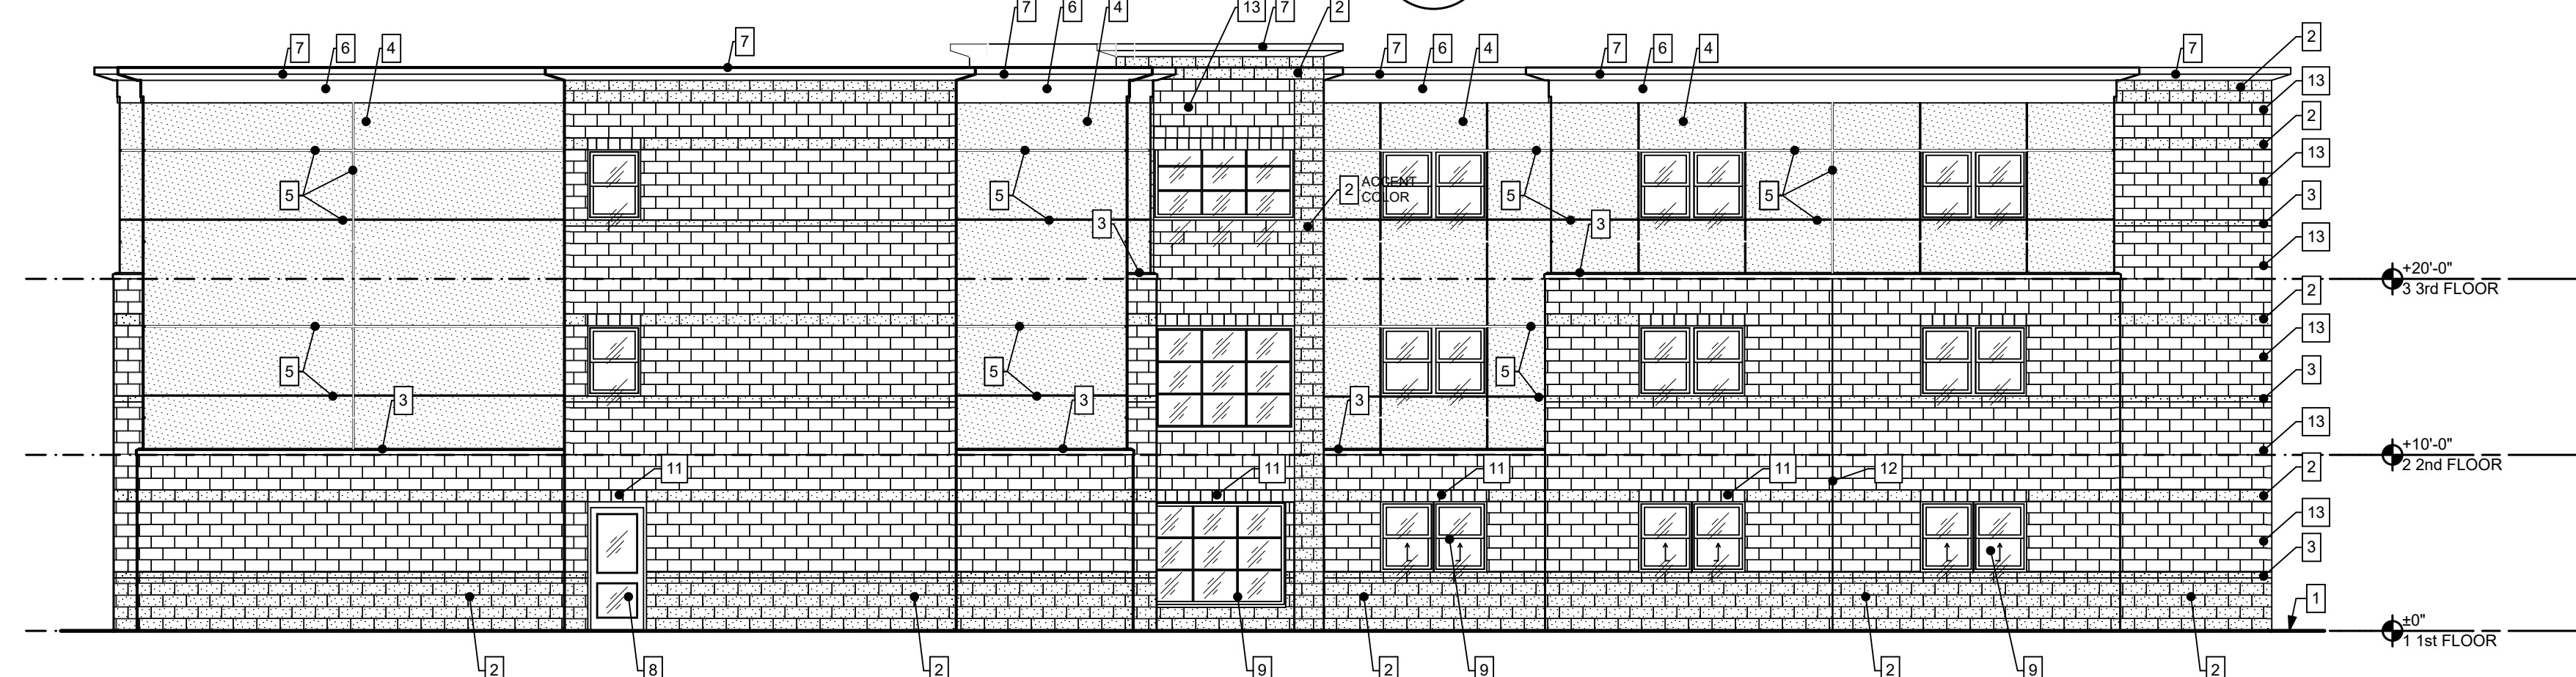 7 6 4 13 7 2
7 6 4 7 7 6 4 7 6 4 7 2
13
2
13
5 5 2 ACCENT 5 5 3
COLOR
3 3 13
+20'-0"
3 3rd FLOOR
2
13
5 5 5 3
3 3 3
13
+10'-0"
2 2nd FLOOR
11 11 11 11 12 2
13
3
1
±0"
1 1st FLOOR
2 8 2 9 2 9 2 9 2